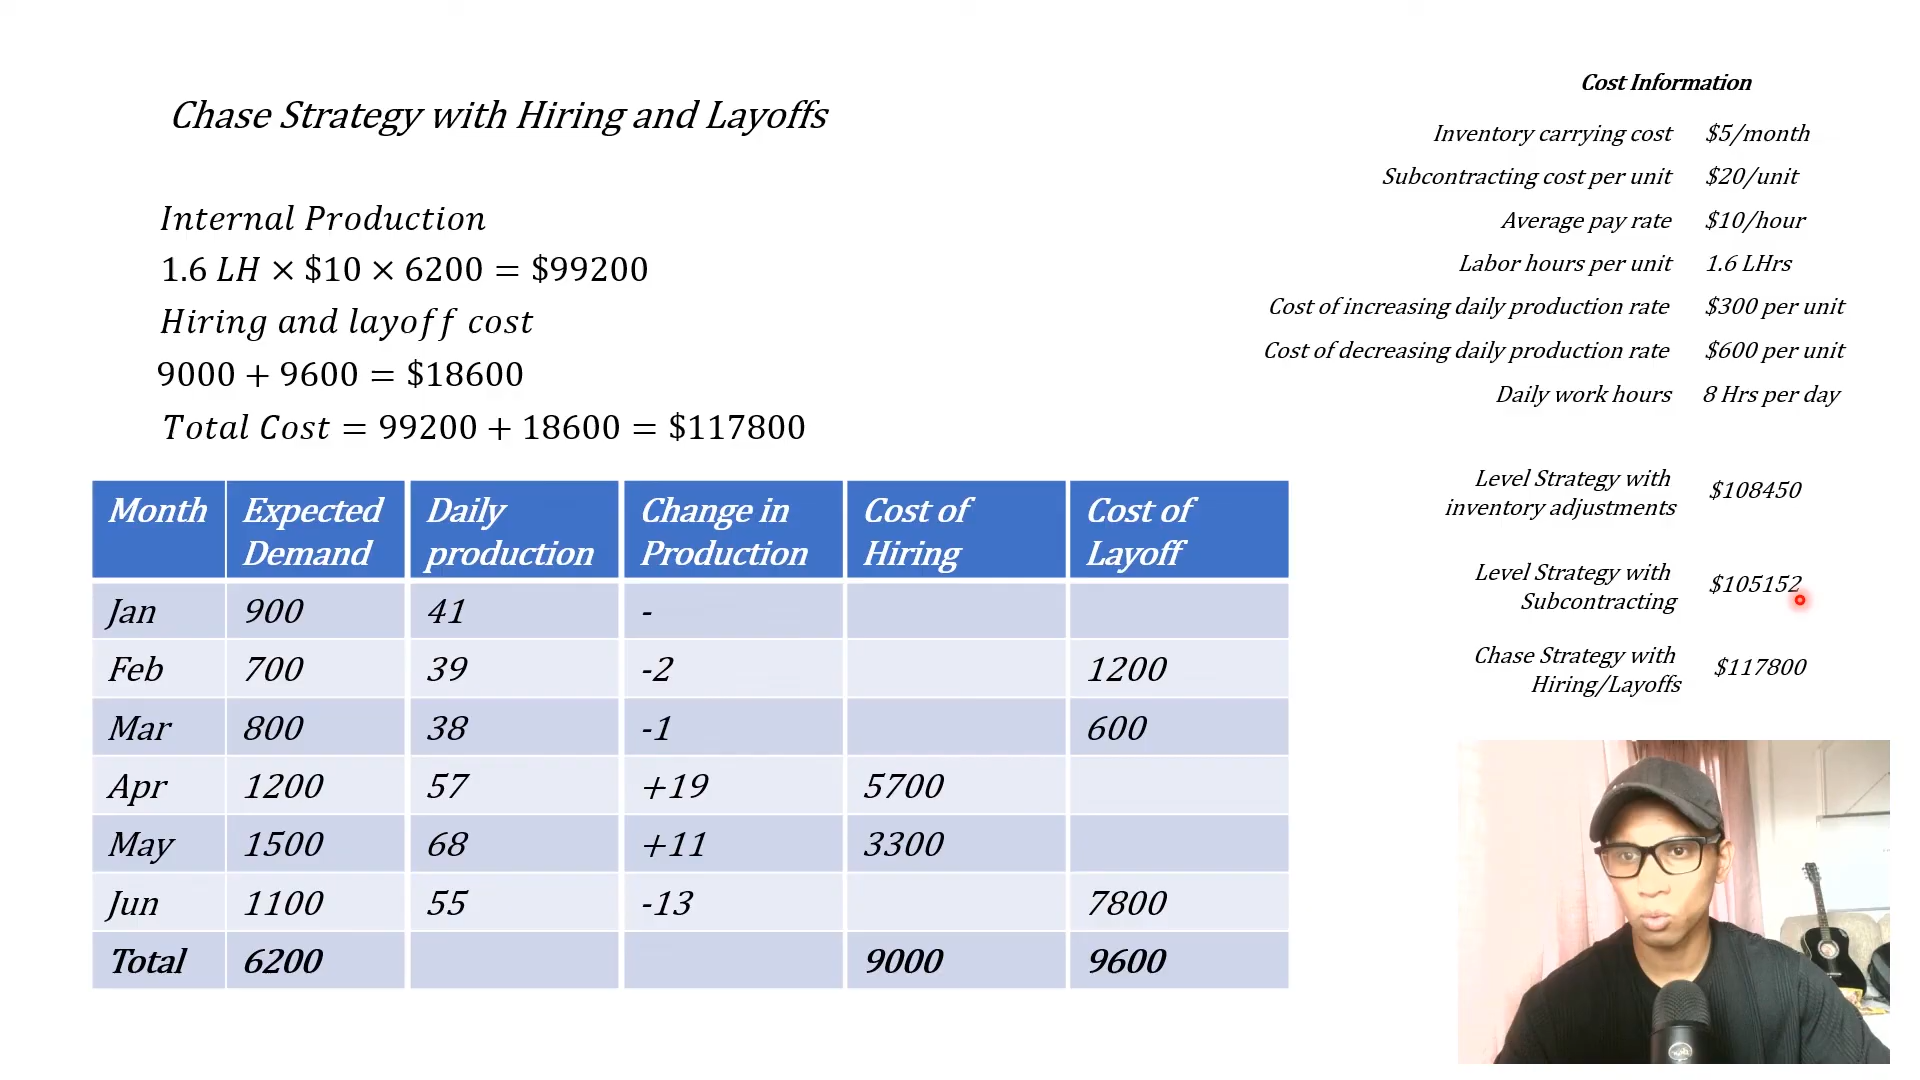 Chase Strategy with Hiring and Layoffs
Internal Production
1.6 LH × $10 × 6200 = $99200
Hiring and layoff cost
9000 + 9600 = $18600
Total Cost = 99200 + 18600 = $117800
Cost Information
Inventory carrying cost $5/month
Subcontracting cost per unit $20/unit
Average pay rate $10/hour
Labor hours per unit 1.6 LHrs
Cost of increasing daily production rate $300 per unit
Cost of decreasing daily production rate $600 per unit
Daily work hours 8 Hrs per day
Level Strategy with
inventory adjustments $108450
Level Strategy with
Subcontracting $105152
Chase Strategy with
Hiring/Layoffs $117800
Month Expected Demand Daily production Change in Production Cost of Hiring Cost of Layoff
Jan 900 41 -
Feb 700 39 -2 1200
Mar 800 38 -1 600
Apr 1200 57 +19 5700
May 1500 68 +11 3300
Jun 1100 55 -13 7800
Total 6200 9000 9600